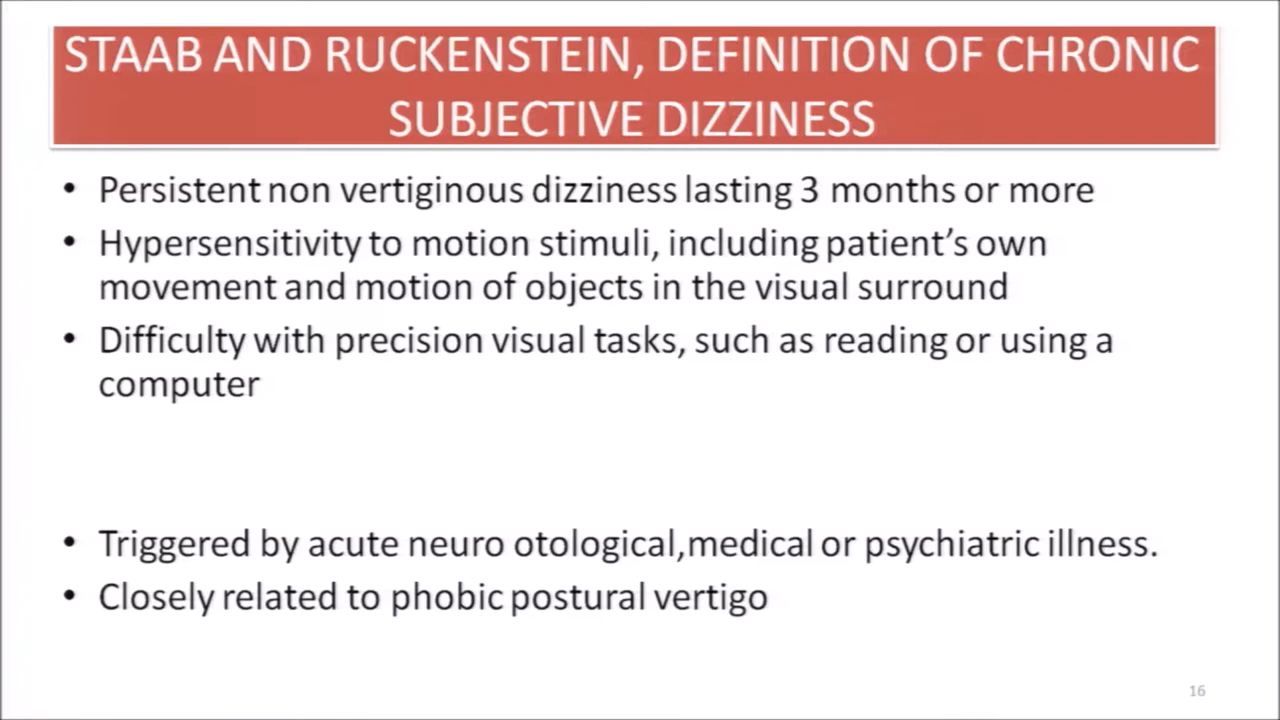 STAAB AND RUCKENSTEIN, DEFINITION OF CHRONIC
SUBJECTIVE DIZZINESS
• Persistent non vertiginous dizziness lasting 3 months or more
• Hypersensitivity to motion stimuli, including patient’s own
movement and motion of objects in the visual surround
• Difficulty with precision visual tasks, such as reading or using a
computer
• Triggered by acute neuro otological,medical or psychiatric illness.
• Closely related to phobic postural vertigo
16